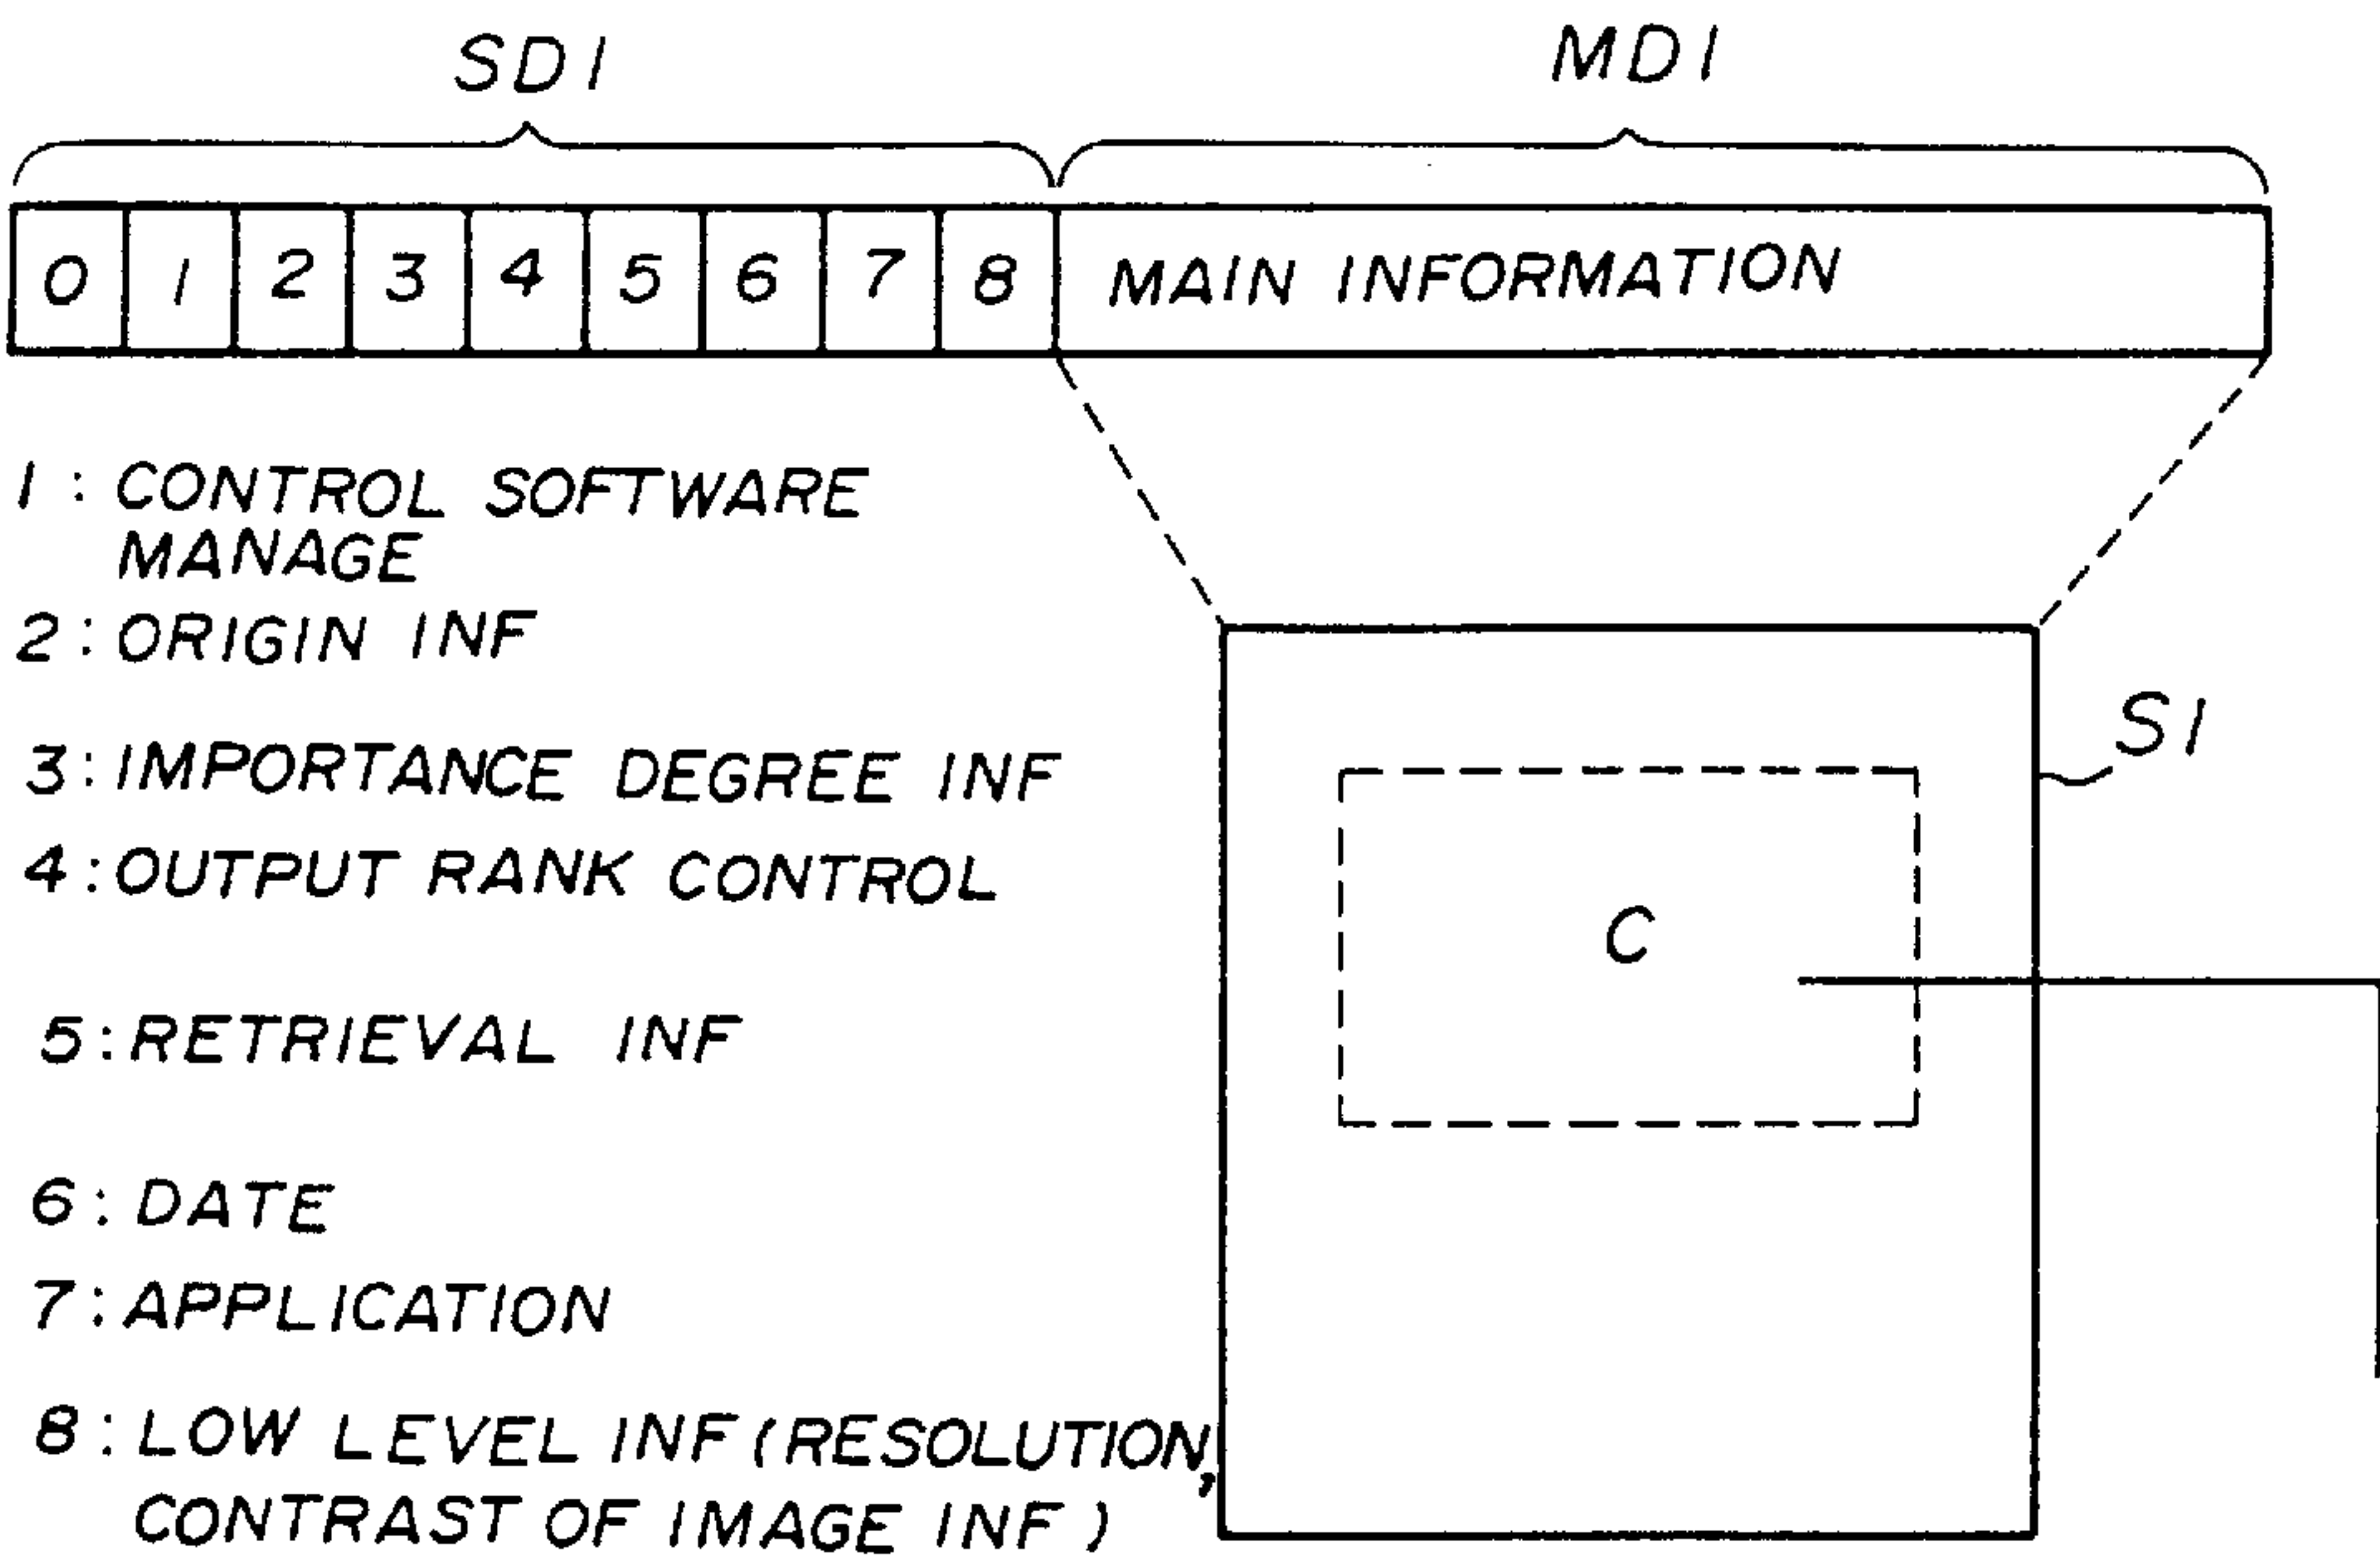 SDI MDI
0 1 2 3 4 5 6 7 8 MAIN INFORMATION
1: CONTROL SOFTWARE
MANAGE
2: ORIGIN INF
3: IMPORTANCE DEGREE INF
4: OUTPUT RANK CONTROL
5: RETRIEVAL INF
6: DATE
7: APPLICATION
8: LOW LEVEL INF (RESOLUTION,
CONTRAST OF IMAGE INF)
SI
C